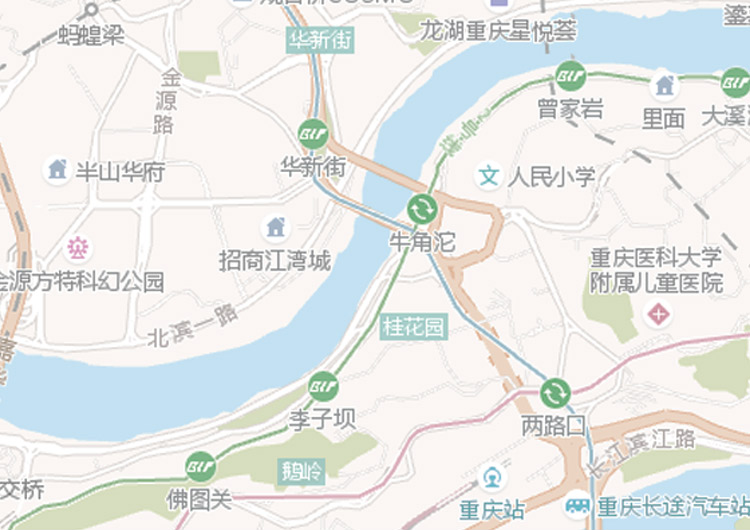 蚂蝗梁
华新街
龙湖重庆星悦荟
金源路
曾家岩
里面
大溪沟
华新街
半山华府
人民小学
牛角沱
招商江湾城
重庆医科大学
附属儿童医院
金源方特科幻公园
北滨一路
桂花园
李子坝
两路口
长江滨江路
鹅岭
佛图关
交桥
重庆站
重庆长途汽车站